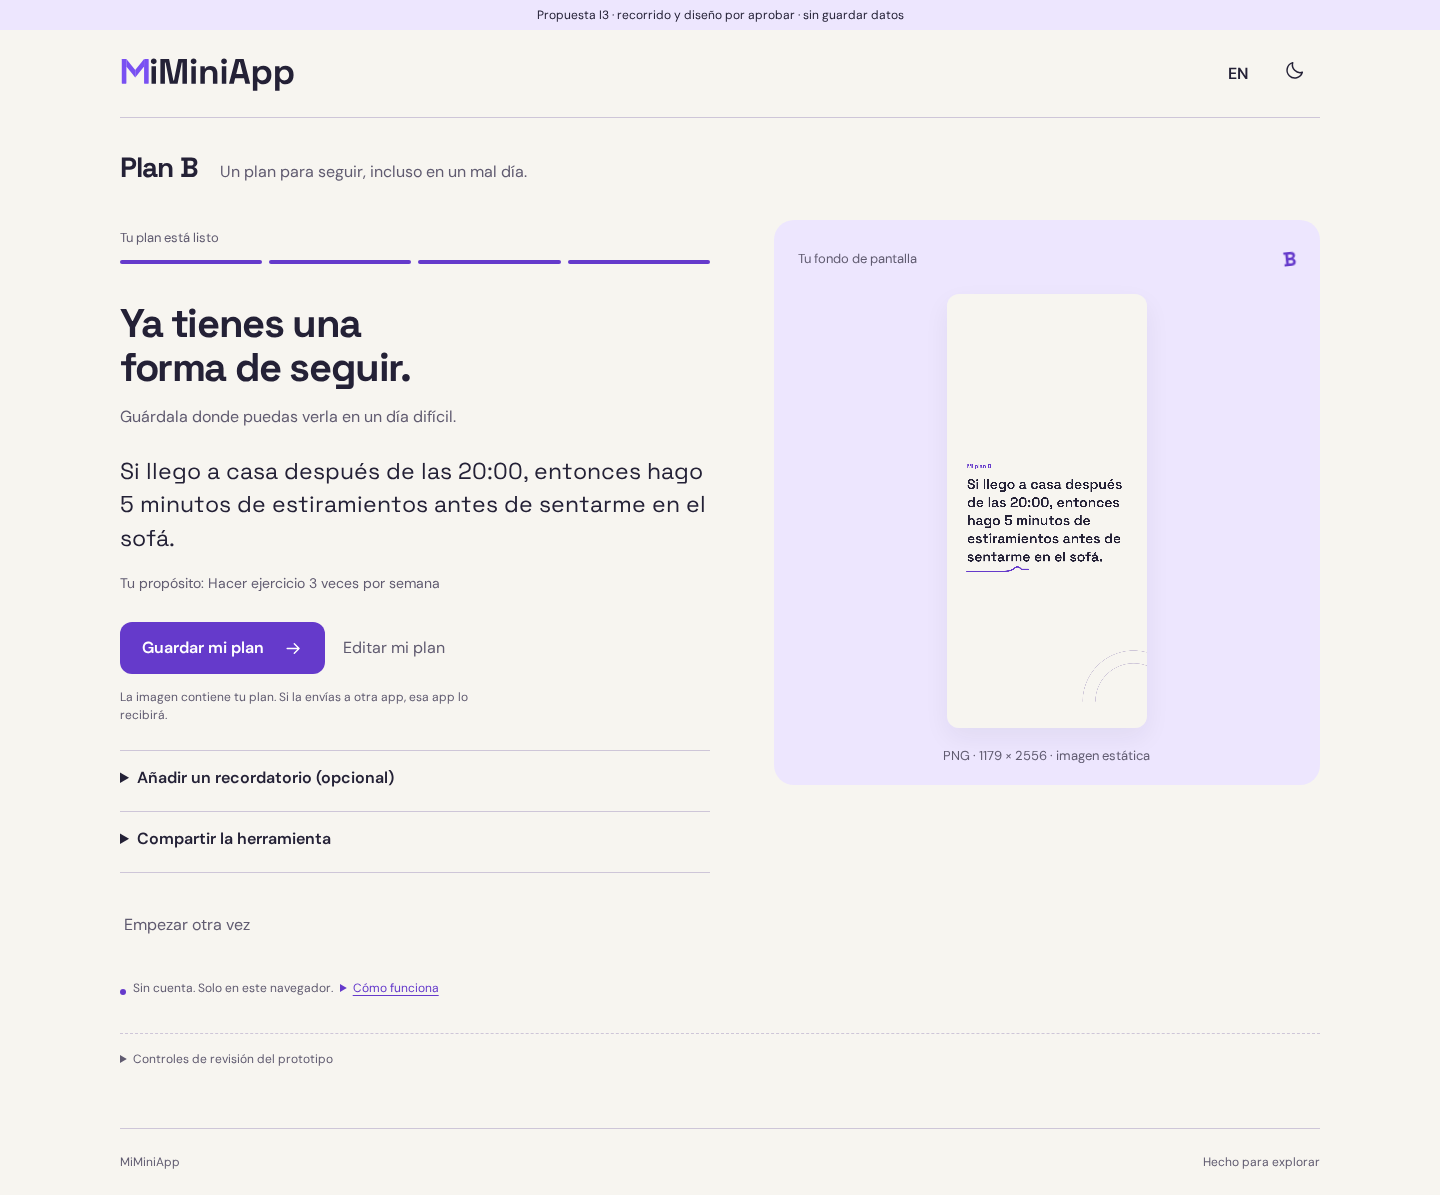 Propuesta I3 · recorrido y diseño por aprobar · sin guardar datos
MiMiniApp
EN
Plan B
Un plan para seguir, incluso en un mal día.
Tu plan está listo
Ya tienes una
forma de seguir.
Guárdala donde puedas verla en un día difícil.
Si llego a casa después de las 20:00, entonces hago
5 minutos de estiramientos antes de sentarme en el
sofá.
Tu propósito: Hacer ejercicio 3 veces por semana
Guardar mi plan →
Editar mi plan
La imagen contiene tu plan. Si la envías a otra app, esa app lo
recibirá.
Añadir un recordatorio (opcional)
Compartir la herramienta
Empezar otra vez
Sin cuenta. Solo en este navegador.
Cómo funciona
Tu fondo de pantalla
B
Mi plan B
Si llego a casa después
de las 20:00, entonces
hago 5 minutos de
estiramientos antes de
sentarme en el sofá.
PNG · 1179 × 2556 · imagen estática
Controles de revisión del prototipo
MiMiniApp
Hecho para explorar